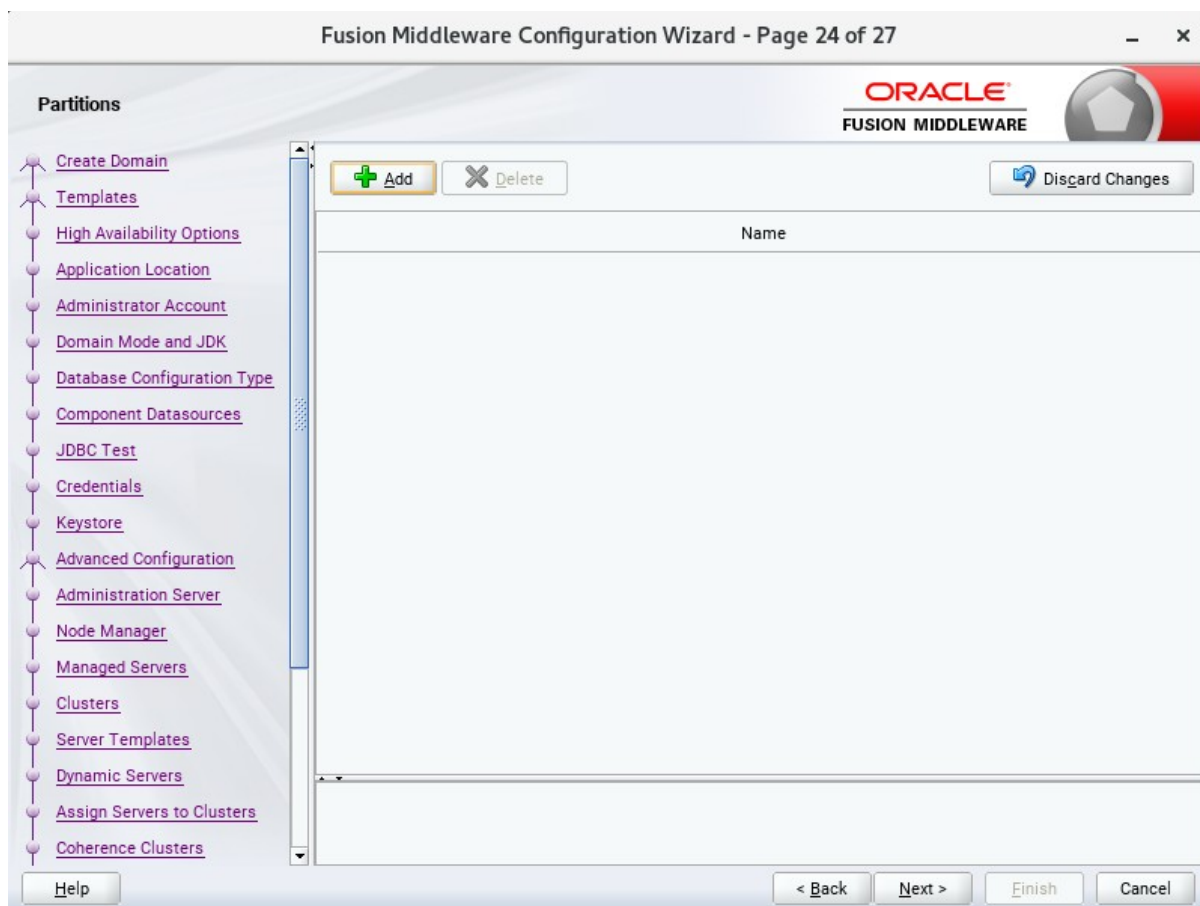 Fusion Middleware Configuration Wizard - Page 24 of 27
Partitions
ORACLE
FUSION MIDDLEWARE
Create Domain
Templates
High Availability Options
Application Location
Administrator Account
Domain Mode and JDK
Database Configuration Type
Component Datasources
JDBC Test
Credentials
Keystore
Advanced Configuration
Administration Server
Node Manager
Managed Servers
Clusters
Server Templates
Dynamic Servers
Assign Servers to Clusters
Coherence Clusters
Add Delete Discard Changes
Name
Help < Back Next > Finish Cancel